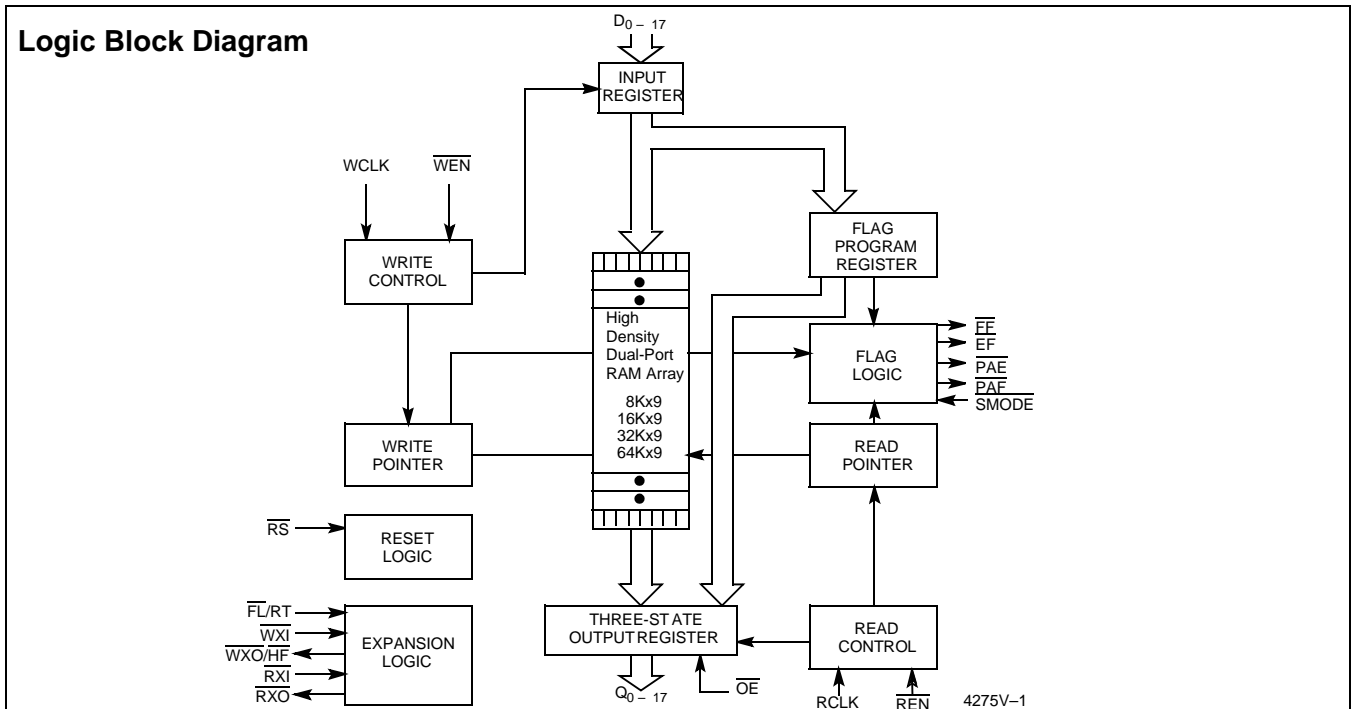 Logic Block Diagram
D0 – 17
INPUT
REGISTER
WCLK
WEN
FLAG
PROGRAM
REGISTER
WRITE
CONTROL
High
Density
Dual-Port
RAM Array
8Kx9
16Kx9
32Kx9
64Kx9
FLAG
LOGIC
FF
EF
PAE
PAF
SMODE
WRITE
POINTER
READ
POINTER
RS
RESET
LOGIC
FL/RT
WXI
WXO/HF
RXI
RXO
EXPANSION
LOGIC
THREE-ST ATE
OUTPUT REGISTER
READ
CONTROL
Q0 – 17
OE
RCLK
REN
4275V–1